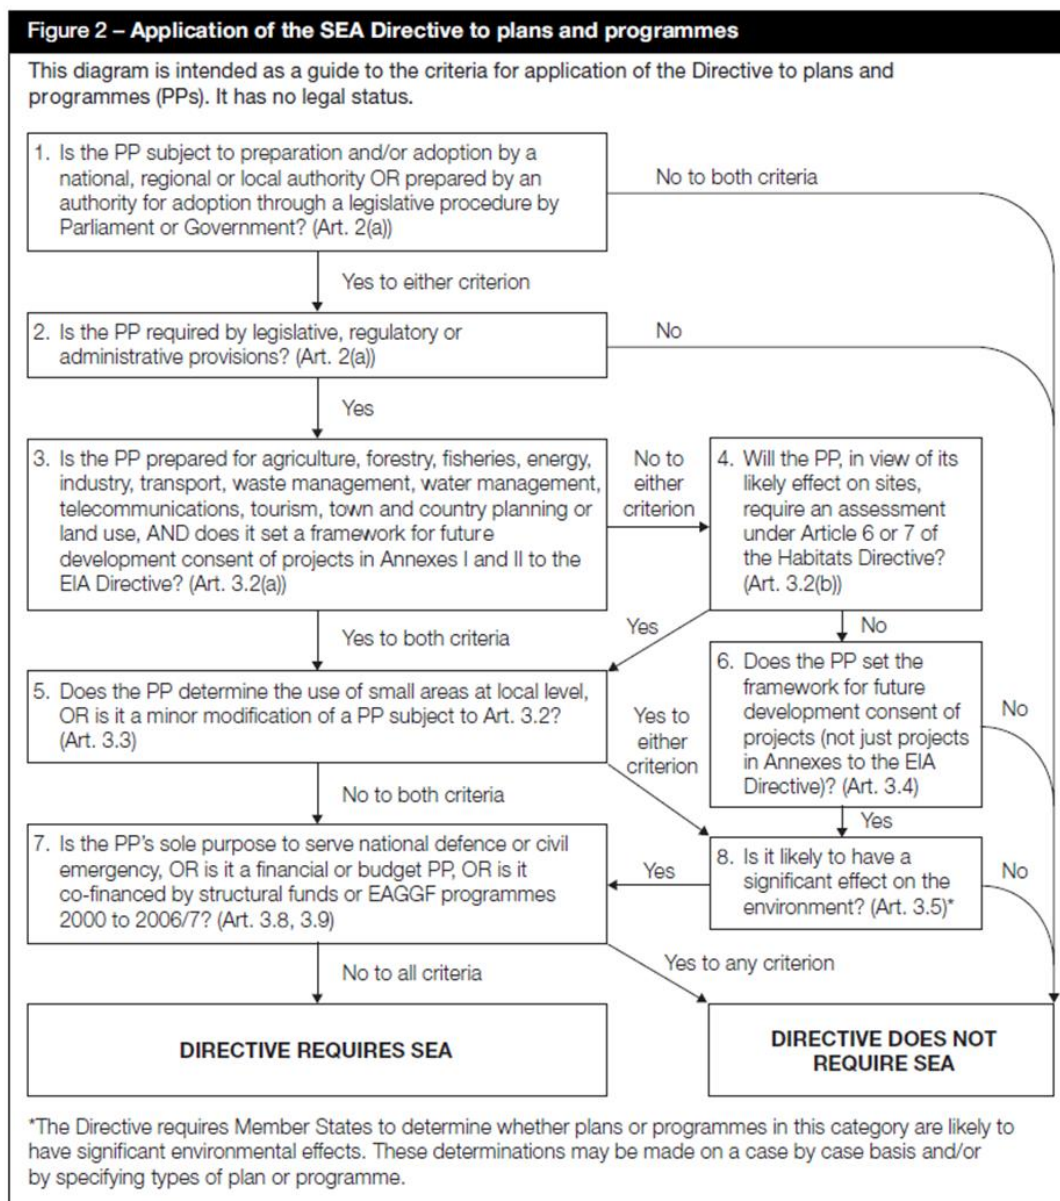 Figure 2 – Application of the SEA Directive to plans and programmes
This diagram is intended as a guide to the criteria for application of the Directive to plans and
programmes (PPs). It has no legal status.
1. Is the PP subject to preparation and/or adoption by a
national, regional or local authority OR prepared by an
authority for adoption through a legislative procedure by
Parliament or Government? (Art. 2(a))
No to both criteria
Yes to either criterion
2. Is the PP required by legislative, regulatory or
administrative provisions? (Art. 2(a))
No
Yes
3. Is the PP prepared for agriculture, forestry, fisheries, energy,
industry, transport, waste management, water management,
telecommunications, tourism, town and country planning or
land use, AND does it set a framework for future
development consent of projects in Annexes I and II to the
EIA Directive? (Art. 3.2(a))
No to
either
criterion
4. Will the PP, in view of its
likely effect on sites,
require an assessment
under Article 6 or 7 of
the Habitats Directive?
(Art. 3.2(b))
Yes to both criteria
Yes
No
5. Does the PP determine the use of small areas at local level,
OR is it a minor modification of a PP subject to Art. 3.2?
(Art. 3.3)
Yes to
either
criterion
6. Does the PP set the
framework for future
development consent of
projects (not just projects
in Annexes to the EIA
Directive)? (Art. 3.4)
No
No to both criteria
Yes
7. Is the PP's sole purpose to serve national defence or civil
emergency, OR is it a financial or budget PP, OR is it
co-financed by structural funds or EAGGF programmes
2000 to 2006/7? (Art. 3.8, 3.9)
Yes
8. Is it likely to have a
significant effect on the
environment? (Art. 3.5)*
No
No to all criteria
Yes to any criterion
DIRECTIVE REQUIRES SEA
DIRECTIVE DOES NOT
REQUIRE SEA
*The Directive requires Member States to determine whether plans or programmes in this category are likely to
have significant environmental effects. These determinations may be made on a case by case basis and/or
by specifying types of plan or programme.